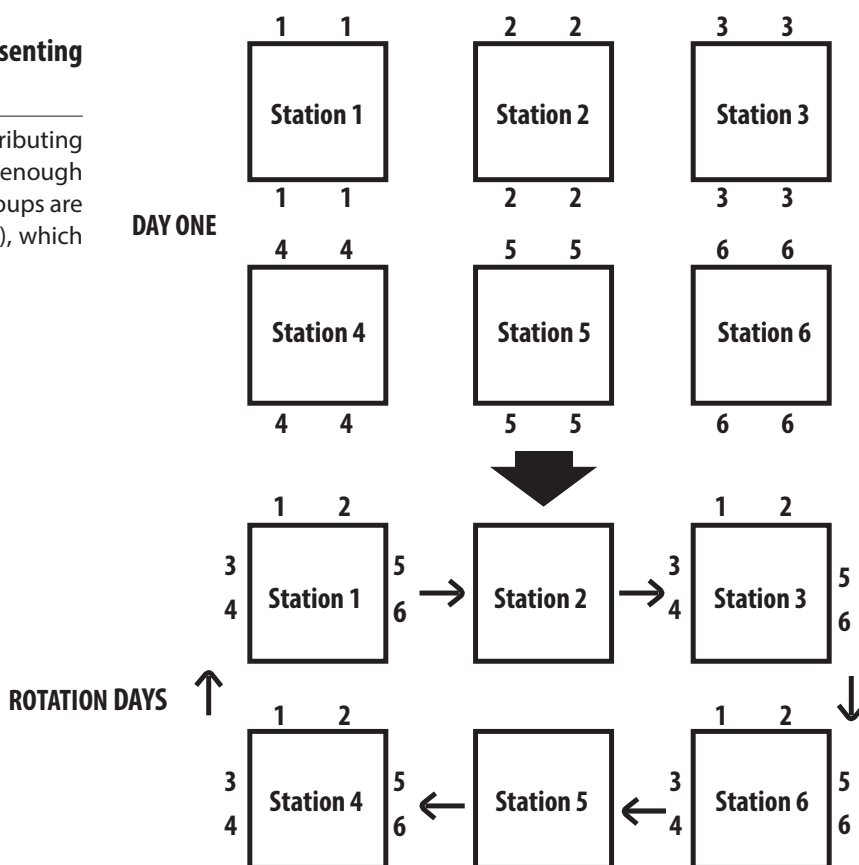 senting
ributing
enough
oups are
), which
DAY ONE
1 1 2 2 3 3
Station 1 Station 2 Station 3
1 1 2 2 3 3
4 4 5 5 6 6
Station 4 Station 5 Station 6
4 4 5 5 6 6
ROTATION DAYS
1 2 1 2
3 5 3 5
Station 1 Station 2 Station 3
4 6 4 6
1 2 1 2
3 5 3 5
Station 4 Station 5 Station 6
4 6 4 6